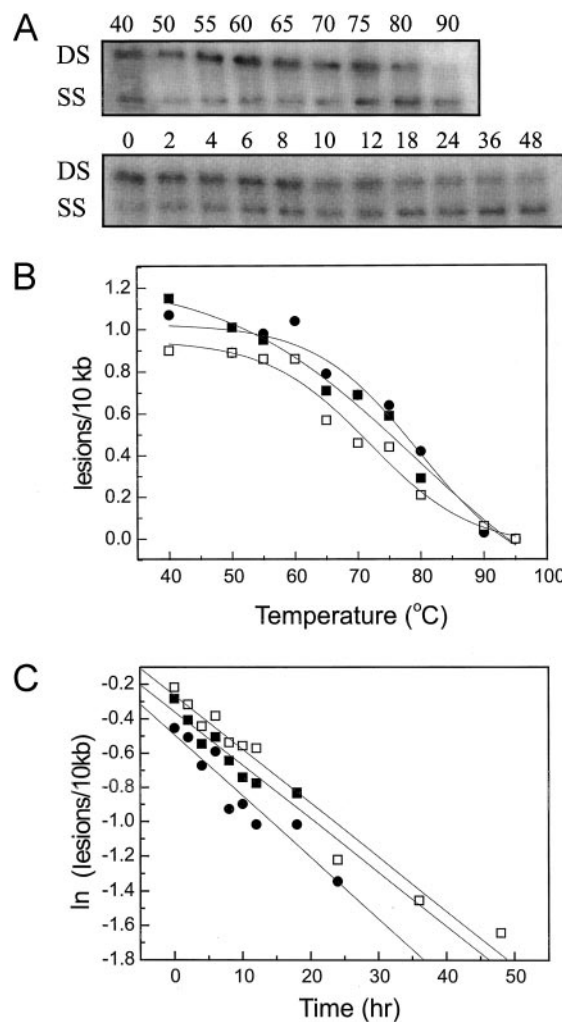 A
40 50 55 60 65 70 75 80 90
DS
SS
0 2 4 6 8 10 12 18 24 36 48
DS
SS
B
1.2
1.0
0.8
0.6
0.4
0.2
0.0
lesions/10 kb
40 50 60 70 80 90 100
Temperature (°C)
C
-0.2
-0.4
-0.6
-0.8
-1.0
-1.2
-1.4
-1.6
-1.8
ln (lesions/10kb)
0 10 20 30 40 50
Time (hr)